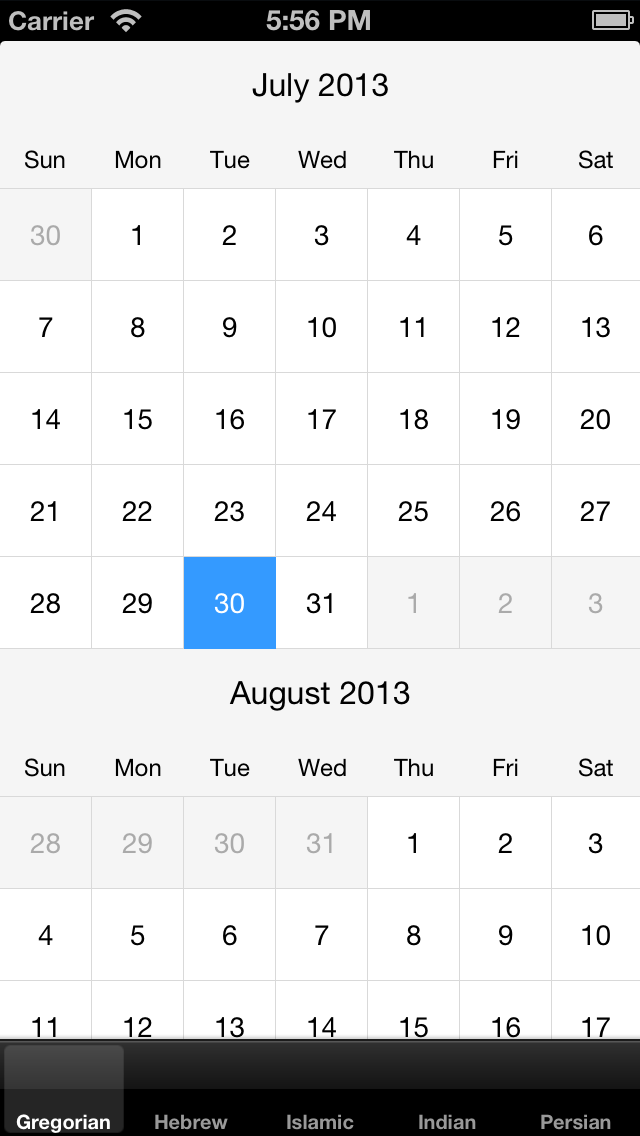 Carrier 5:56 PM
July 2013
Sun Mon Tue Wed Thu Fri Sat
30 1 2 3 4 5 6
7 8 9 10 11 12 13
14 15 16 17 18 19 20
21 22 23 24 25 26 27
28 29 30 31 1 2 3
August 2013
Sun Mon Tue Wed Thu Fri Sat
28 29 30 31 1 2 3
4 5 6 7 8 9 10
11 12 13 14 15 16 17
Gregorian Hebrew Islamic Indian Persian